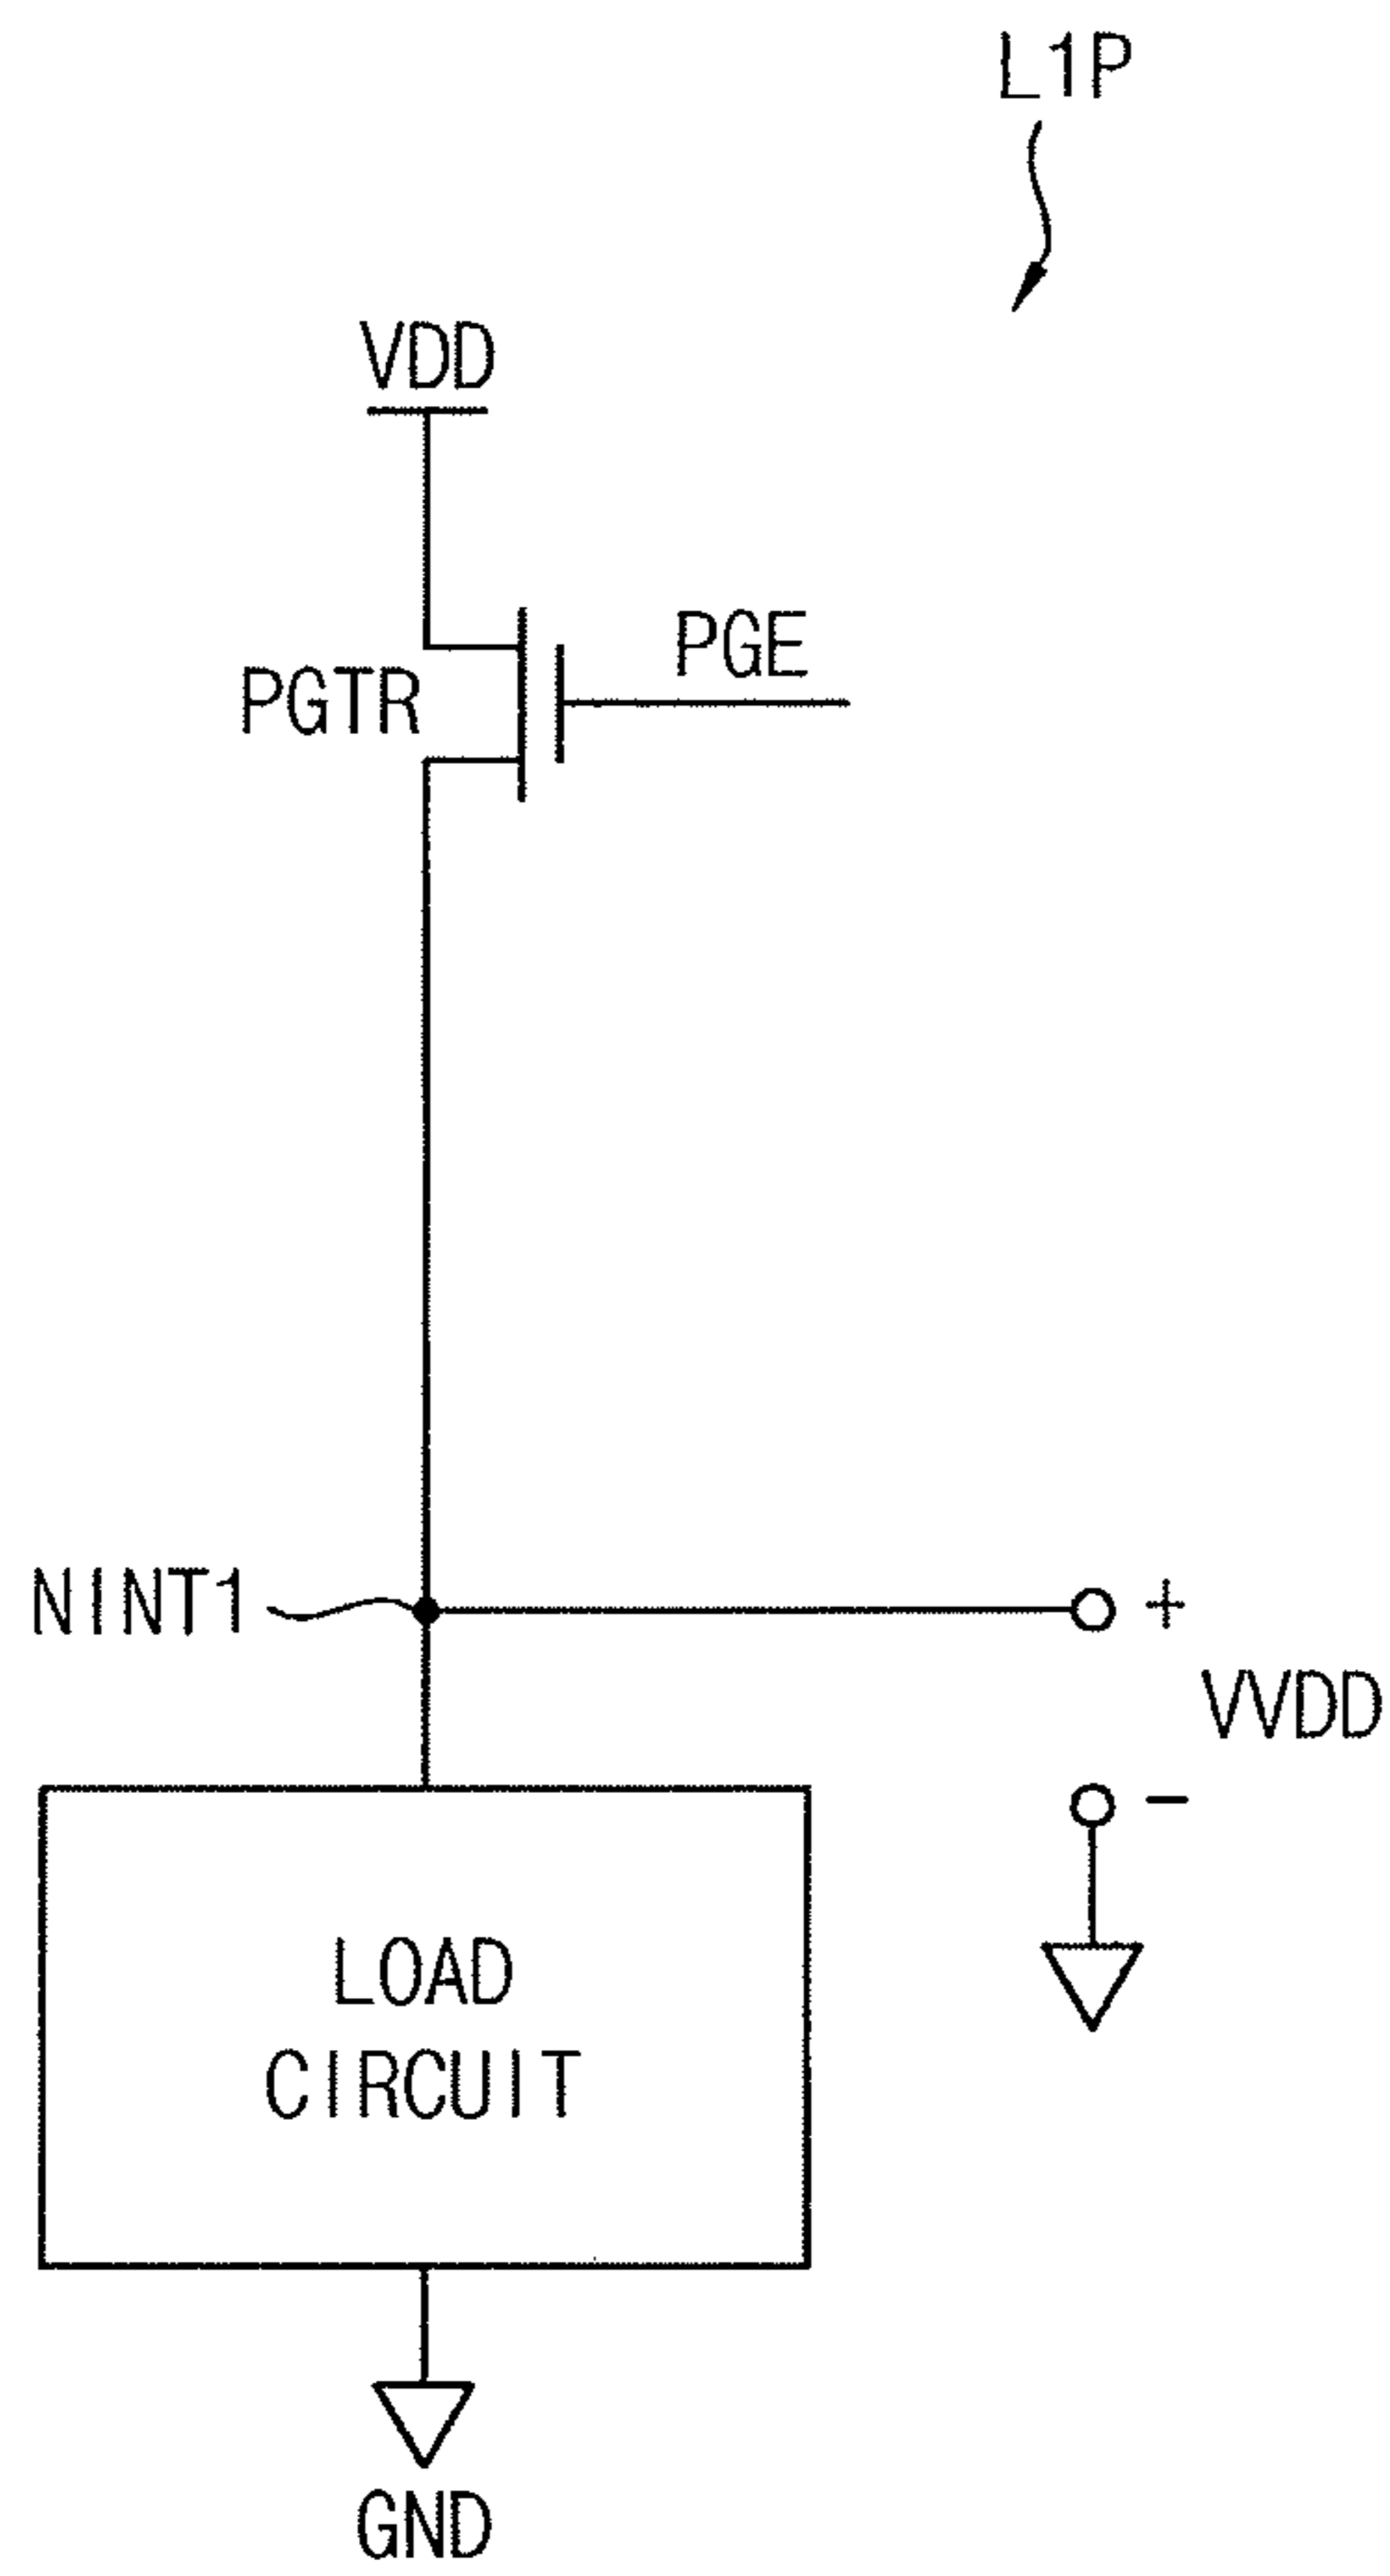 L1P
VDD
PGE
PGTR
NINT1
+
VVDD
-
LOAD
CIRCUIT
GND